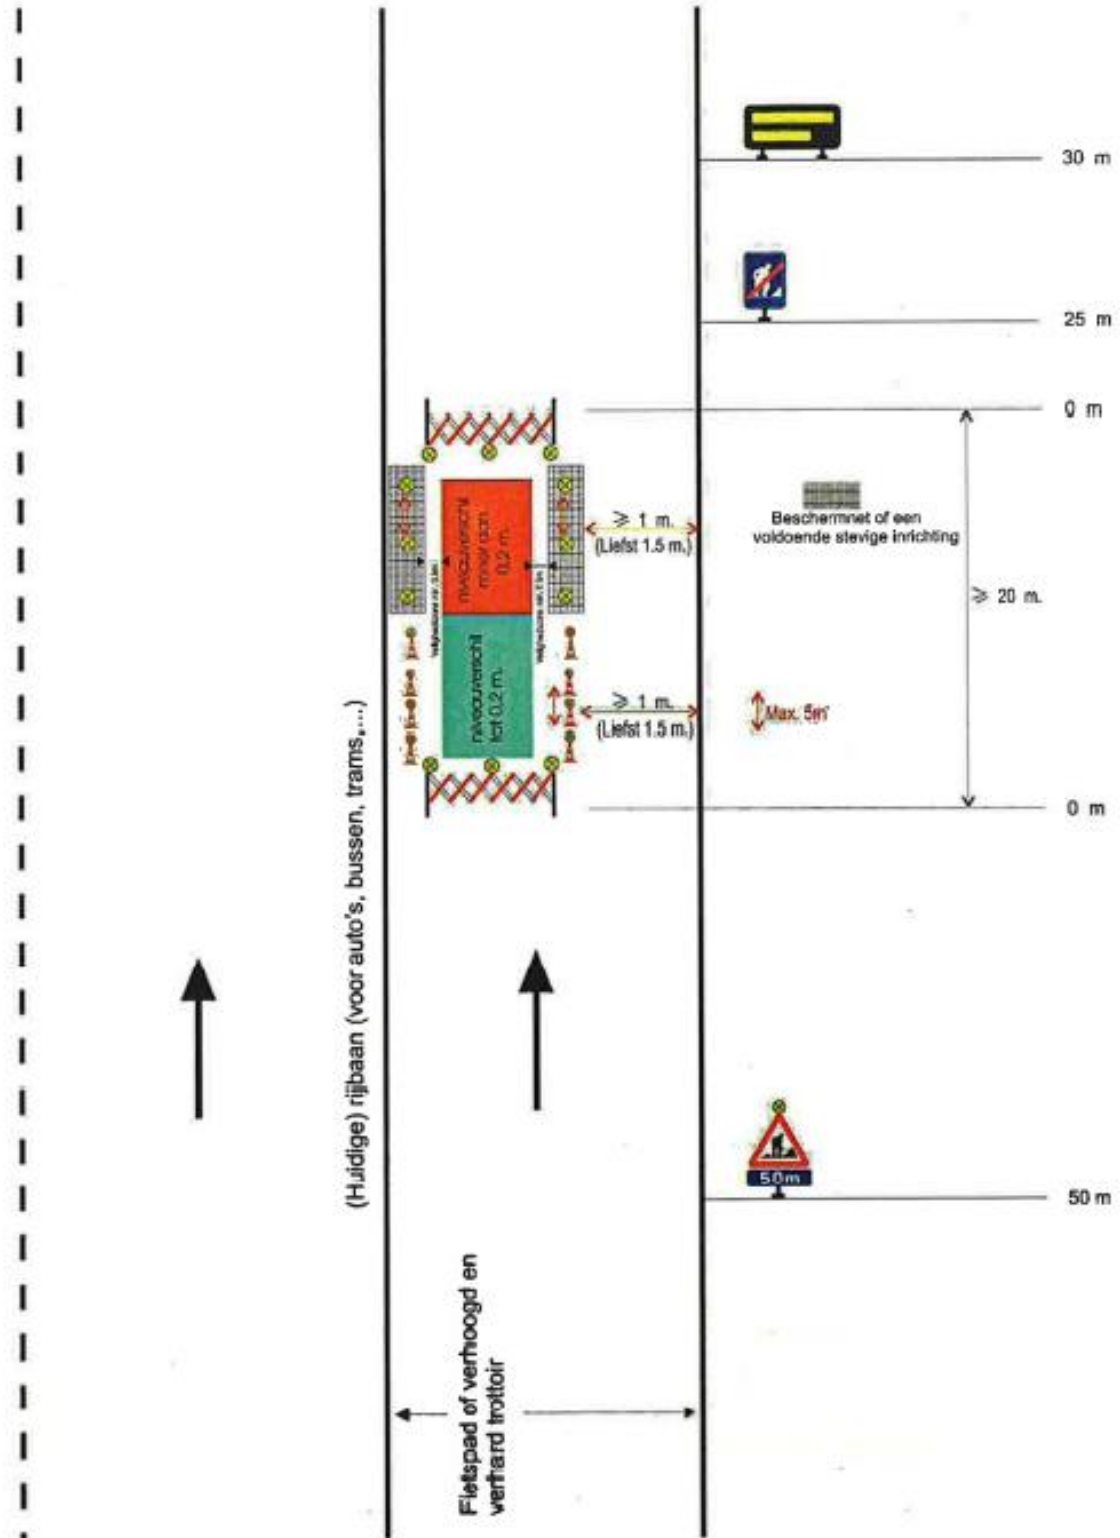 30 m
25 m
0 m
niveauverschil
meer dan
0,2 m.
⩾ 1 m.
(Liefst 1.5 m.)
Beschermnet of een
voldoende stevige inrichting
⩾ 20 m.
niveauverschil
tot 0,2 m.
⩾ 1 m.
(Liefst 1.5 m.)
Max. 5m
0 m
(Huidige) rijbaan (voor auto's, bussen, trams,...)
50m
50 m
Fietspad of verhoogd en
verhard trottoir